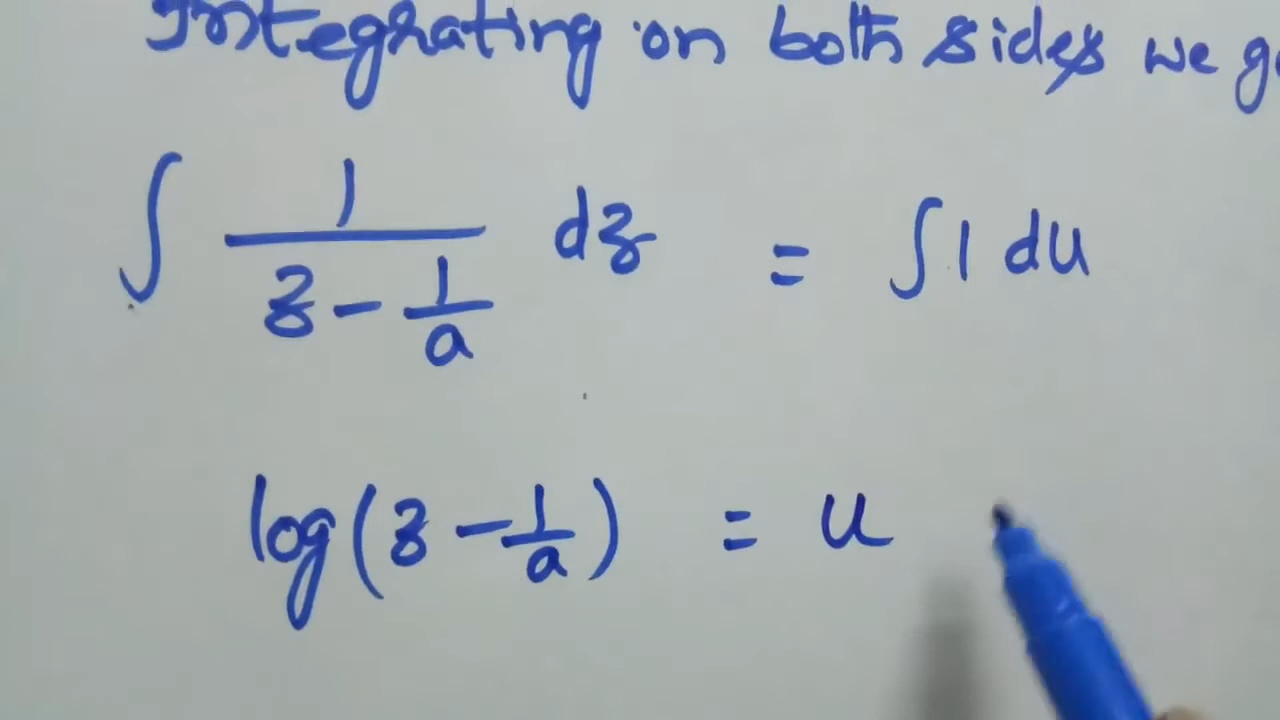 Integrating on both sides we
∫ 1/(z - 1/a) dz = ∫ 1 du
log(z - 1/a) = u